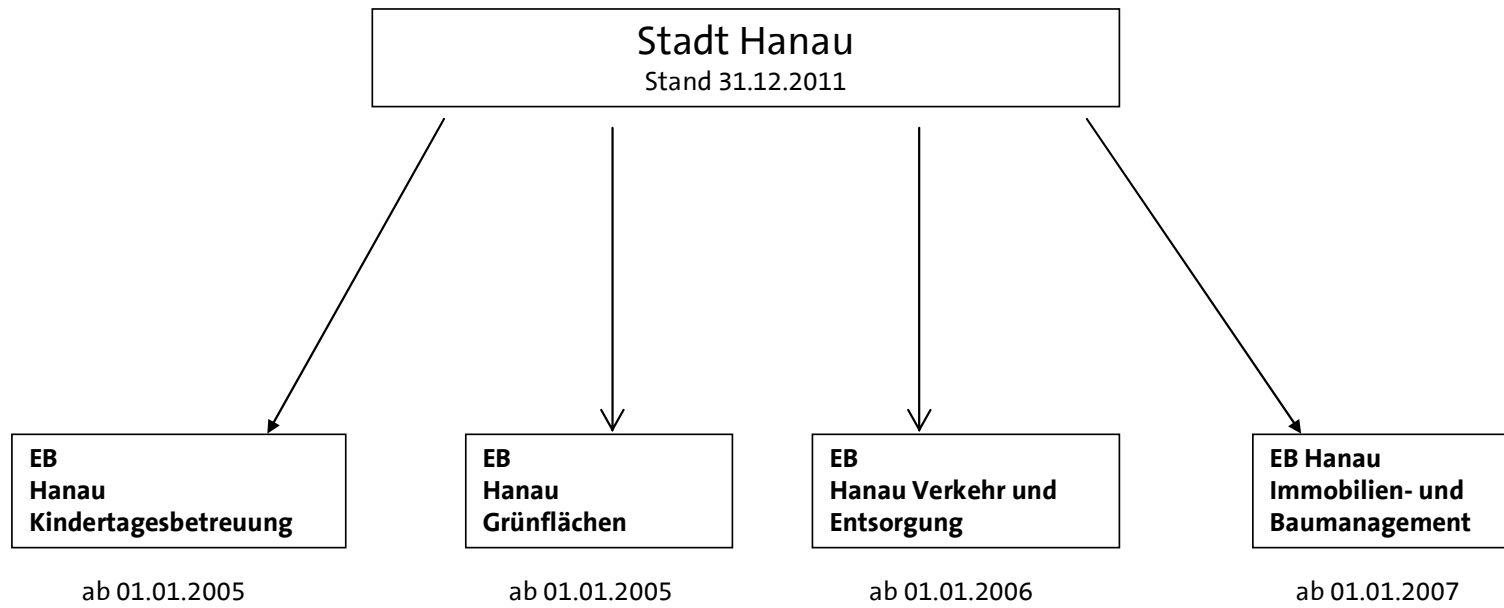 Stadt Hanau
Stand 31.12.2011
EB
Hanau
Kindertagesbetreuung
EB
Hanau
Grünflächen
EB
Hanau Verkehr und
Entsorgung
EB Hanau
Immobilien- und
Baumanagement
ab 01.01.2005
ab 01.01.2005
ab 01.01.2006
ab 01.01.2007